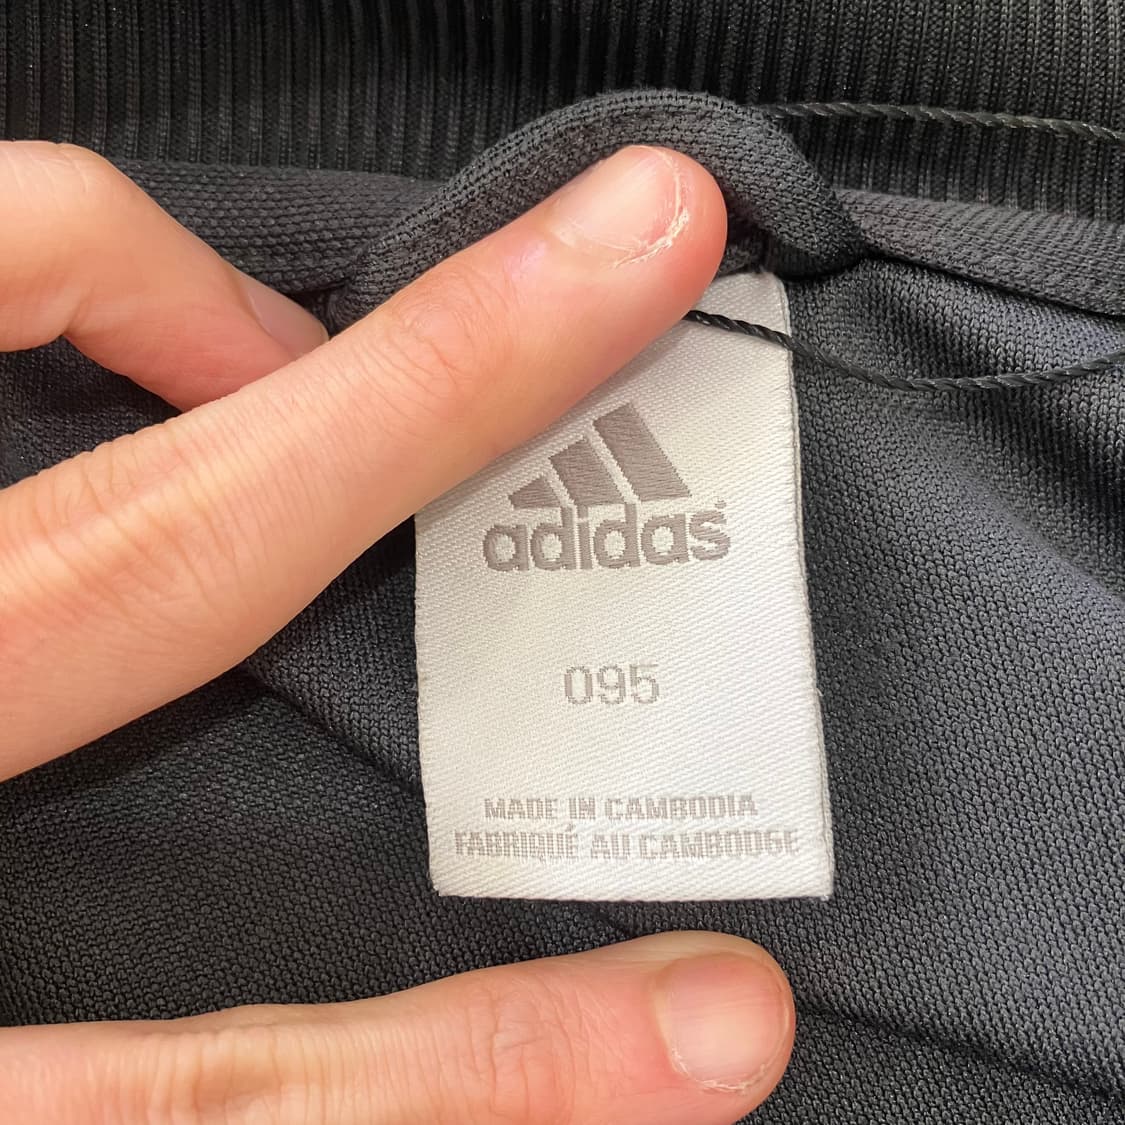 adidas®
095
MADE IN CAMBODIA
FABRIQUÉ AU CAMBODGE